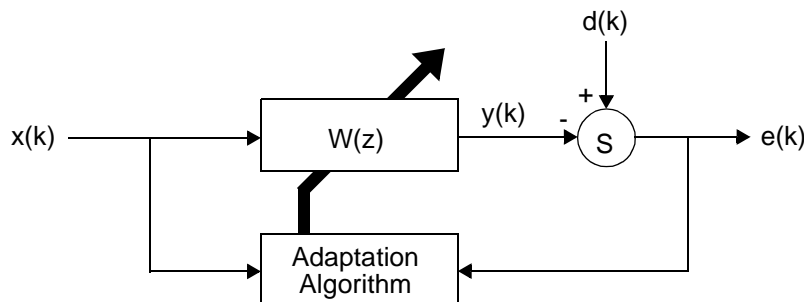 d(k)
+
x(k)
W(z)
y(k)
-
S
e(k)
Adaptation
Algorithm